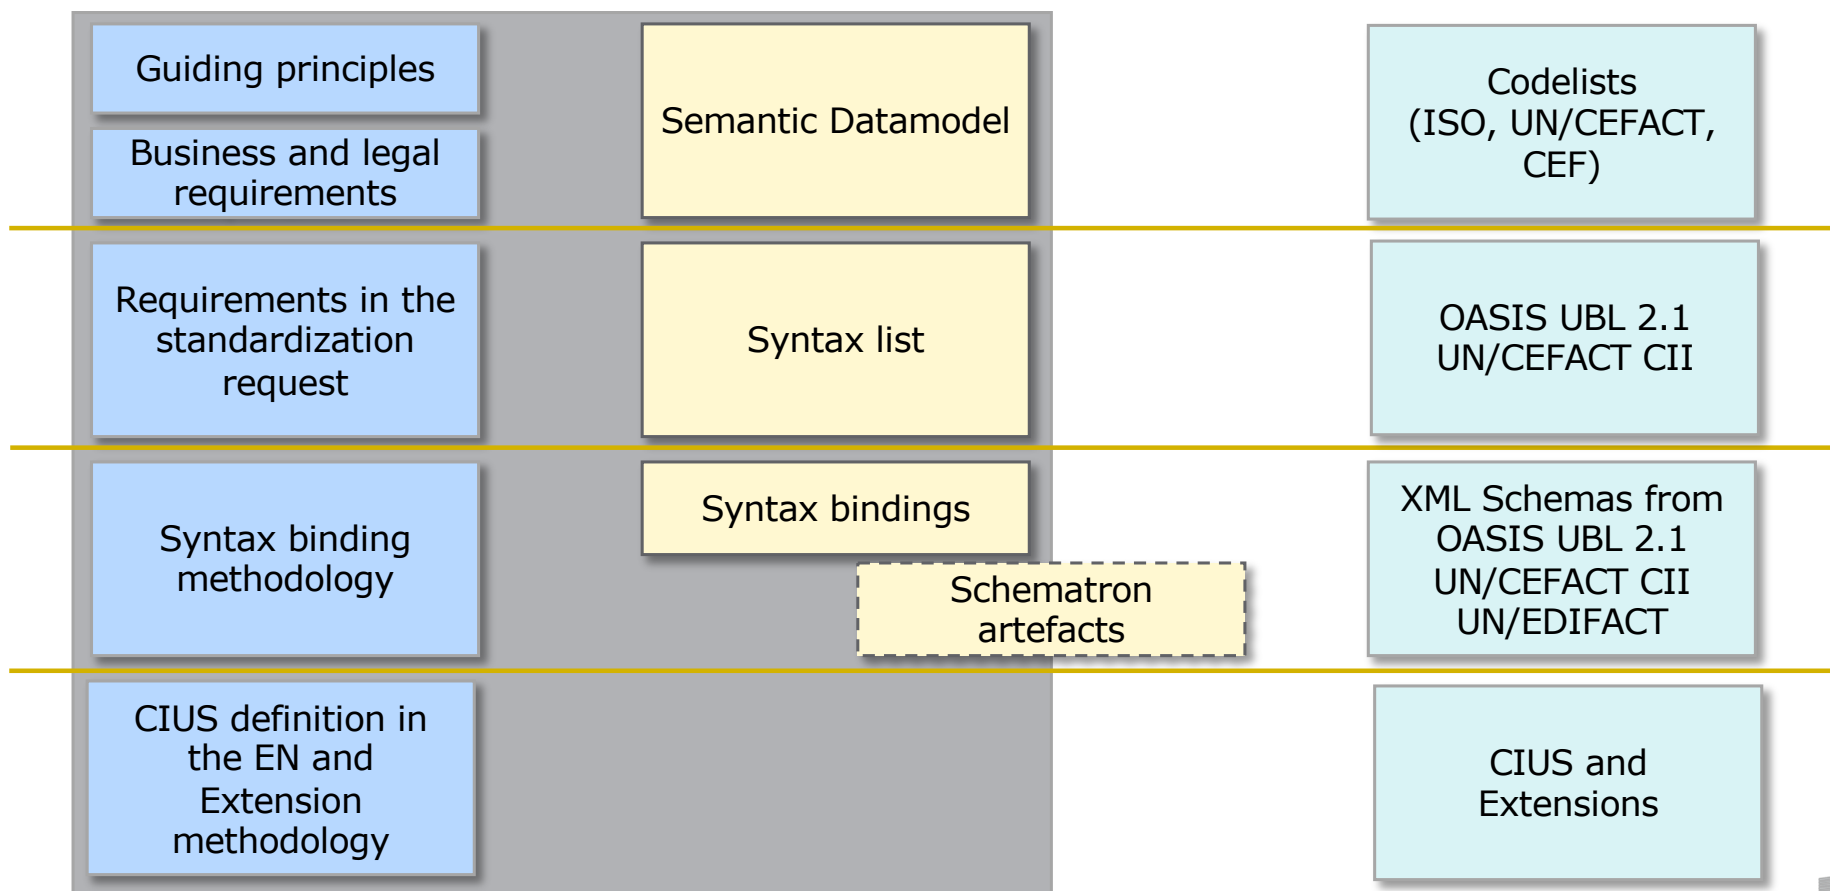 Guiding principles
Business and legal
requirements
Semantic Datamodel
Codelists
(ISO, UN/CEFACT,
CEF)
Requirements in the
standardization
request
Syntax list
OASIS UBL 2.1
UN/CEFACT CII
Syntax binding
methodology
Syntax bindings
Schematron
artefacts
XML Schemas from
OASIS UBL 2.1
UN/CEFACT CII
UN/EDIFACT
CIUS definition in
the EN and
Extension
methodology
CIUS and
Extensions